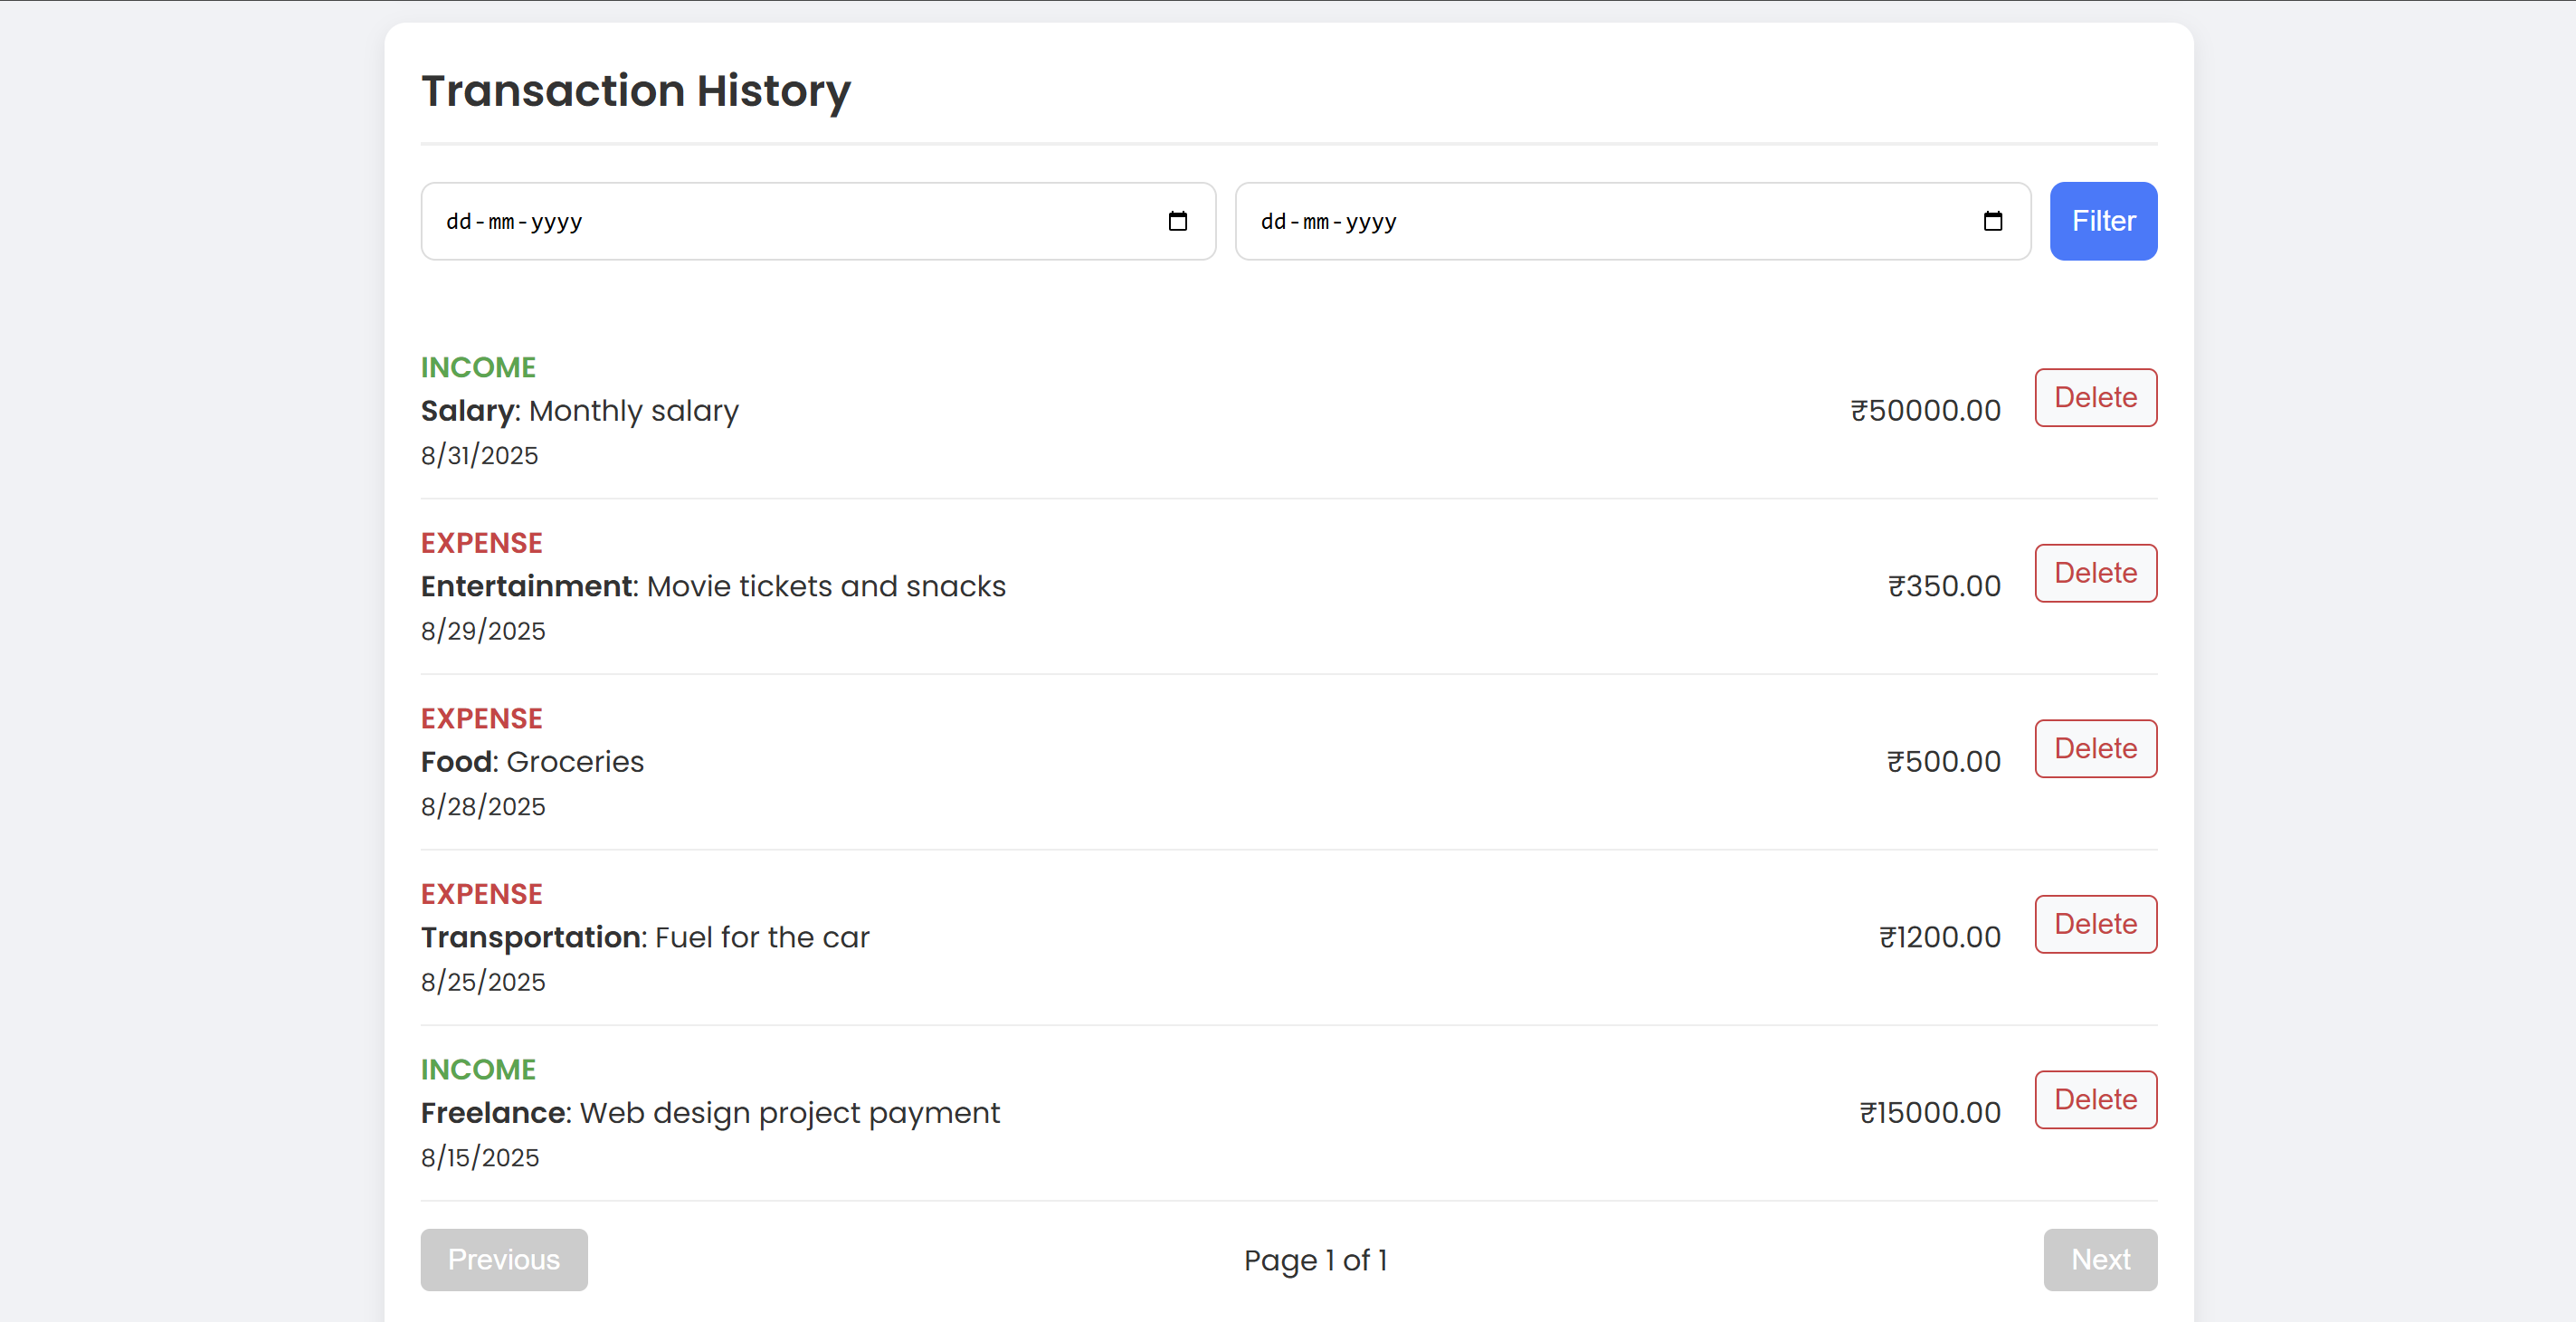 Transaction History
dd-mm-yyyy dd-mm-yyyy Filter
INCOME
Salary: Monthly salary ₹50000.00 Delete
8/31/2025
EXPENSE
Entertainment: Movie tickets and snacks ₹350.00 Delete
8/29/2025
EXPENSE
Food: Groceries ₹500.00 Delete
8/28/2025
EXPENSE
Transportation: Fuel for the car ₹1200.00 Delete
8/25/2025
INCOME
Freelance: Web design project payment ₹15000.00 Delete
8/15/2025
Previous Page 1 of 1 Next